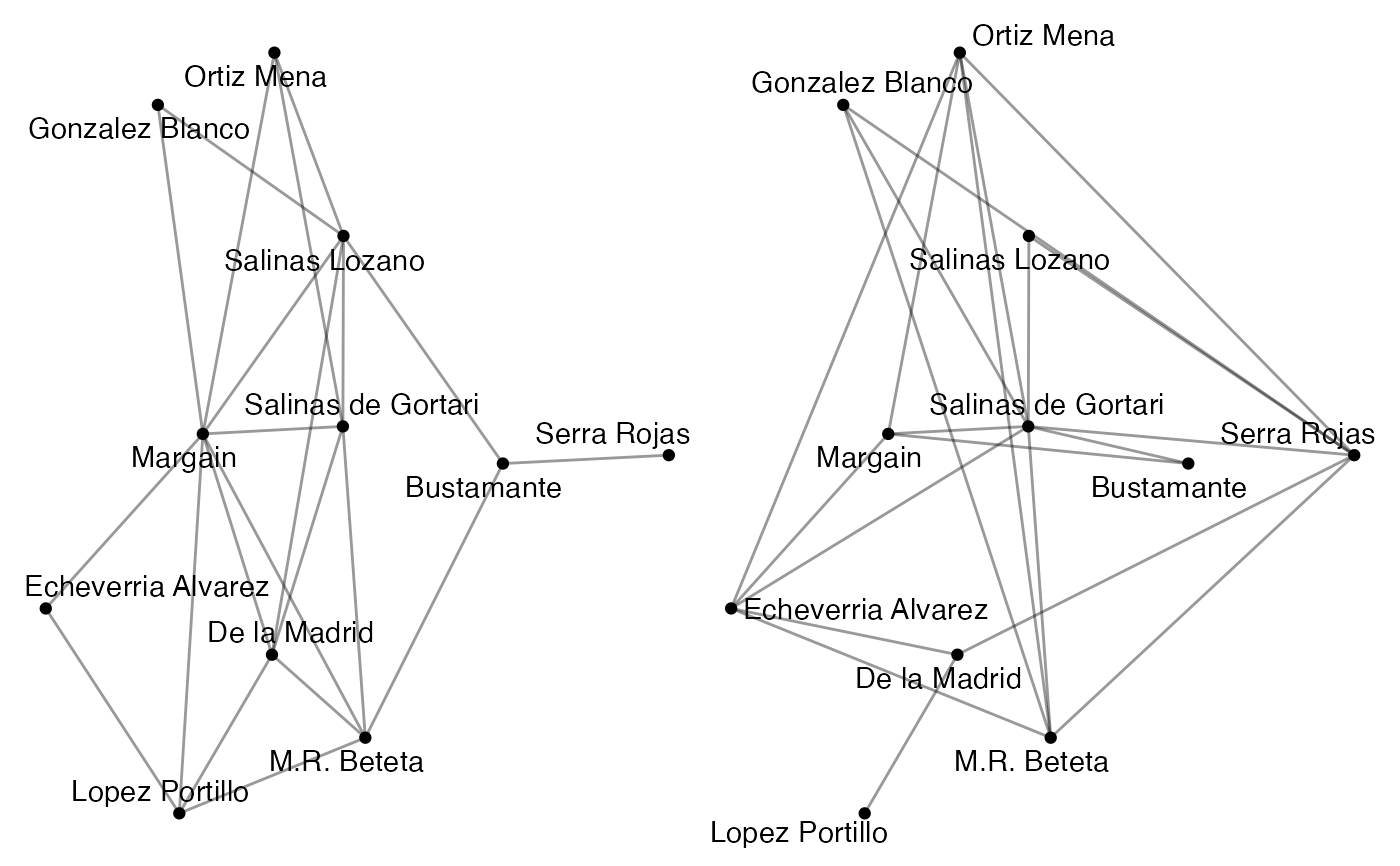 Ortiz Mena
Gonzalez Blanco
Salinas Lozano
Salinas de Gortari
Serra Rojas
Margain
Bustamante
Echeverria Alvarez
De la Madrid
M.R. Beteta
Lopez Portillo
Ortiz Mena
Gonzalez Blanco
Salinas Lozano
Salinas de Gortari
Serra Rojas
Margain
Bustamante
Echeverria Alvarez
De la Madrid
M.R. Beteta
Lopez Portillo